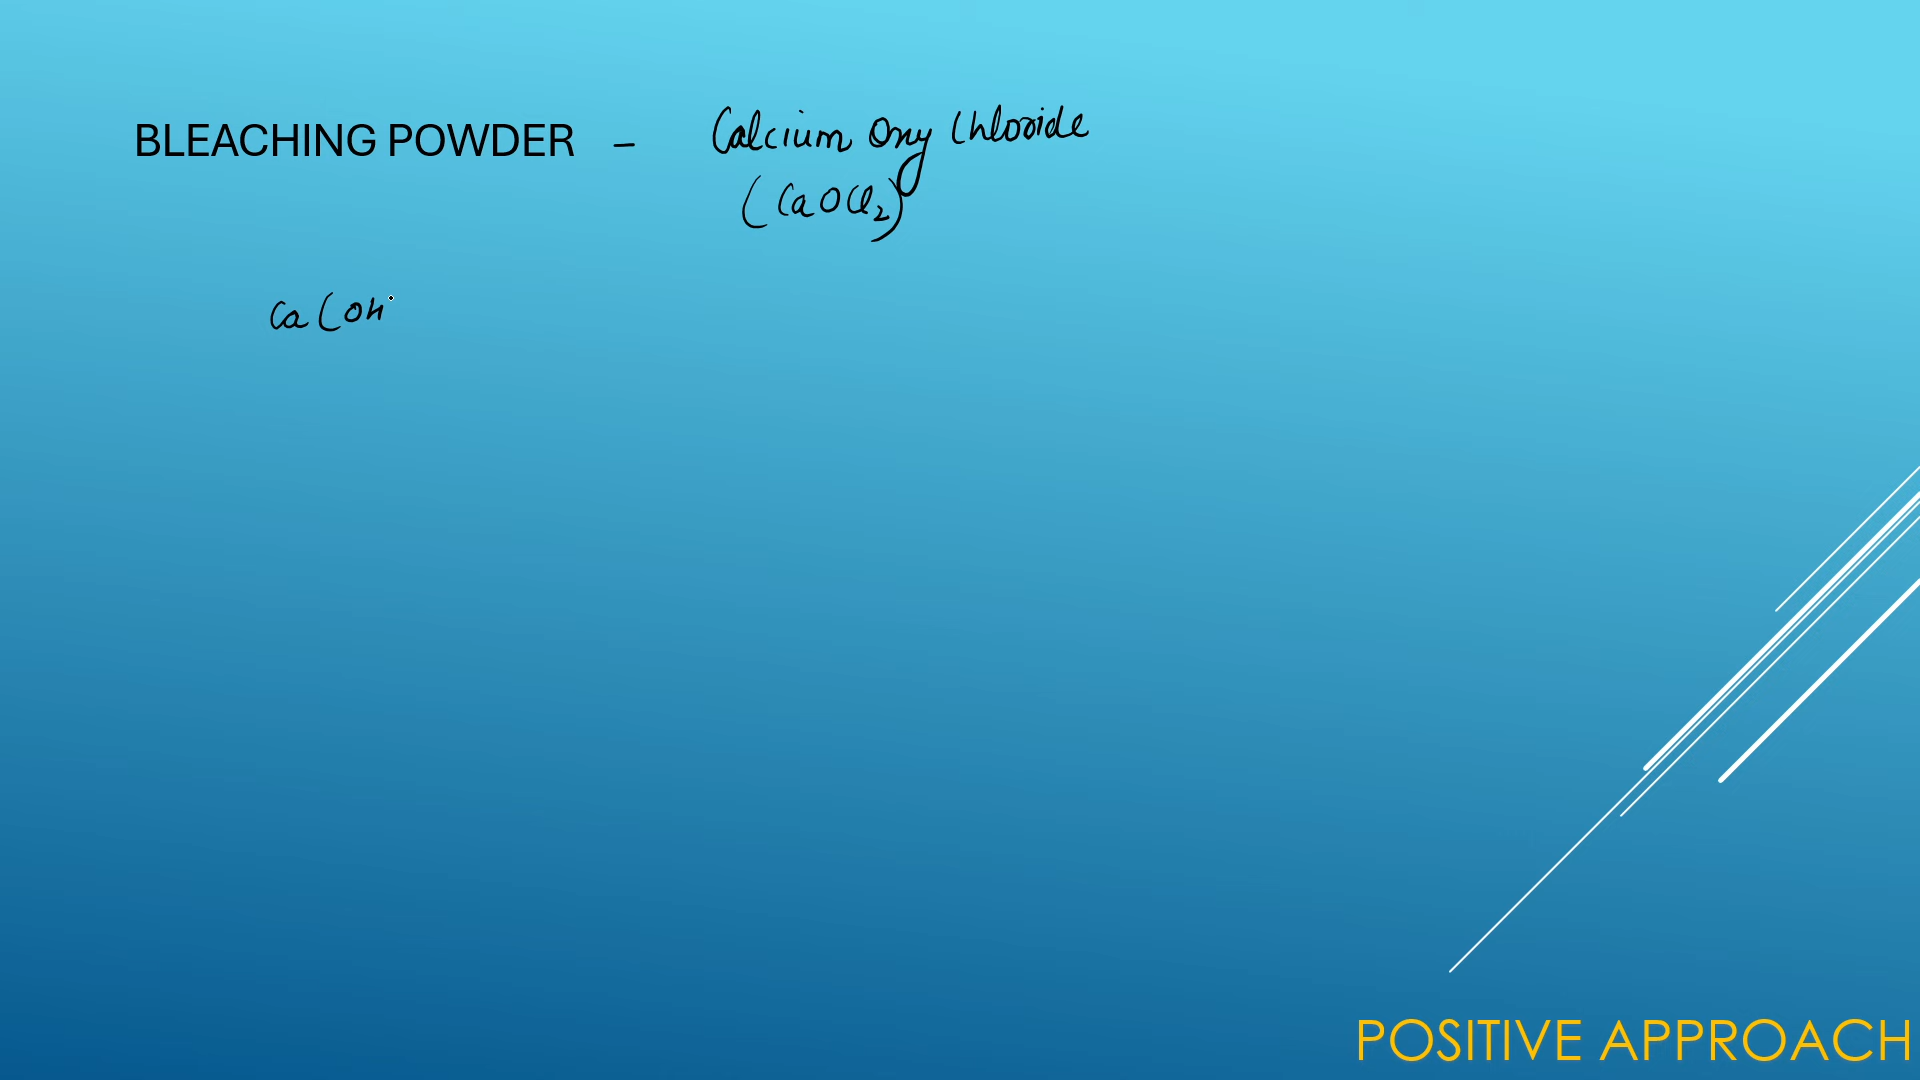 BLEACHING POWDER - Calcium Oxy Chloride
(CaOCl₂)
Ca(OH
POSITIVE APPROACH